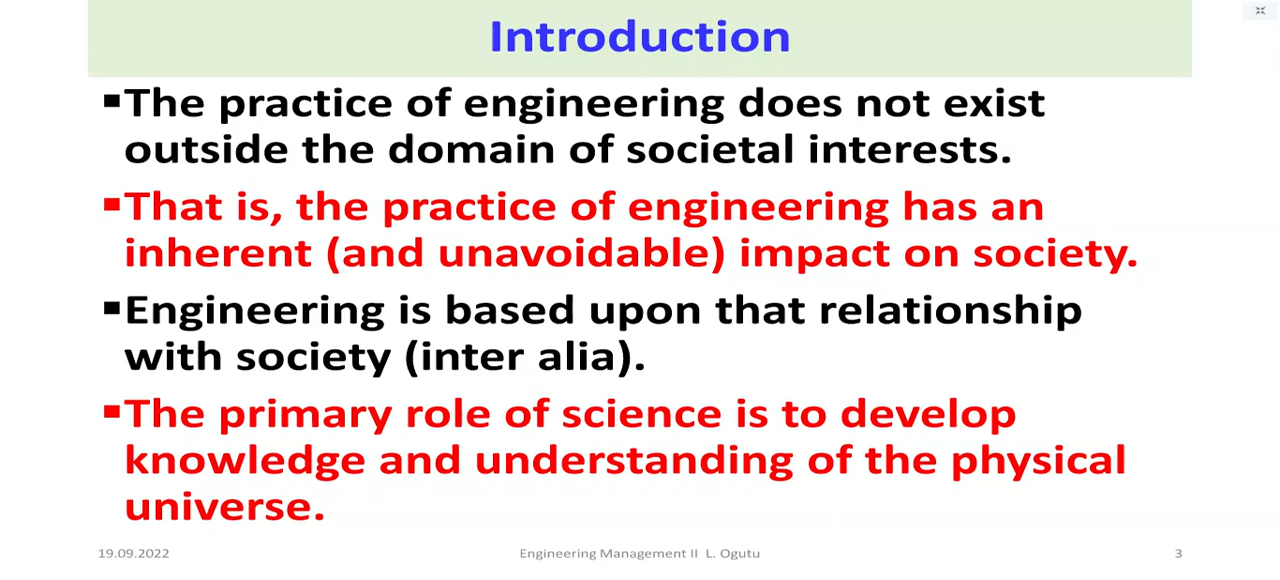 Introduction
▪The practice of engineering does not exist
outside the domain of societal interests.
▪That is, the practice of engineering has an
inherent (and unavoidable) impact on society.
▪Engineering is based upon that relationship
with society (inter alia).
▪The primary role of science is to develop
knowledge and understanding of the physical
universe.
19.09.2022
Engineering Management II L. Ogutu
3